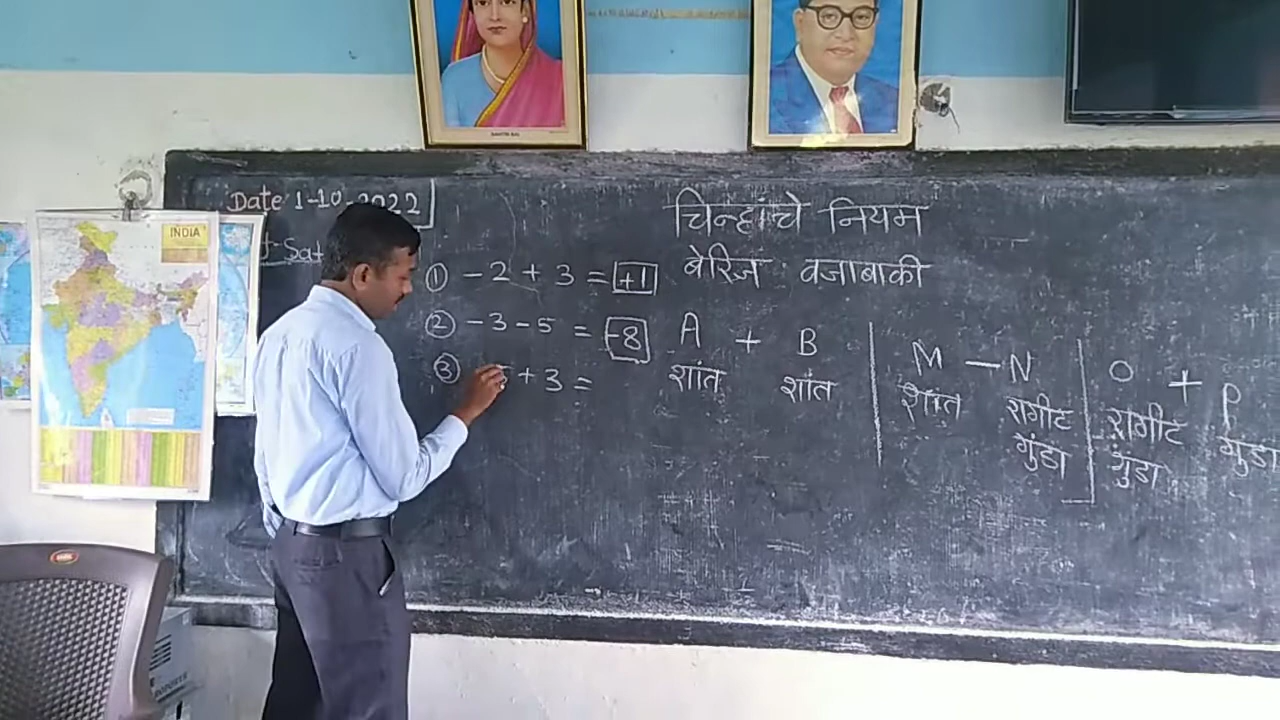 Date 1-10-2022
Sat
INDIA
चिन्हांचे नियम
बेरिज वजाबाकी
① -2 + 3 = +1
② -3 - 5 = -8
③ + 3 =
A + B
शांत शांत
M - N
शांत रागीट
गुंडा
O + P
रागीट गुंडा
गुंडा